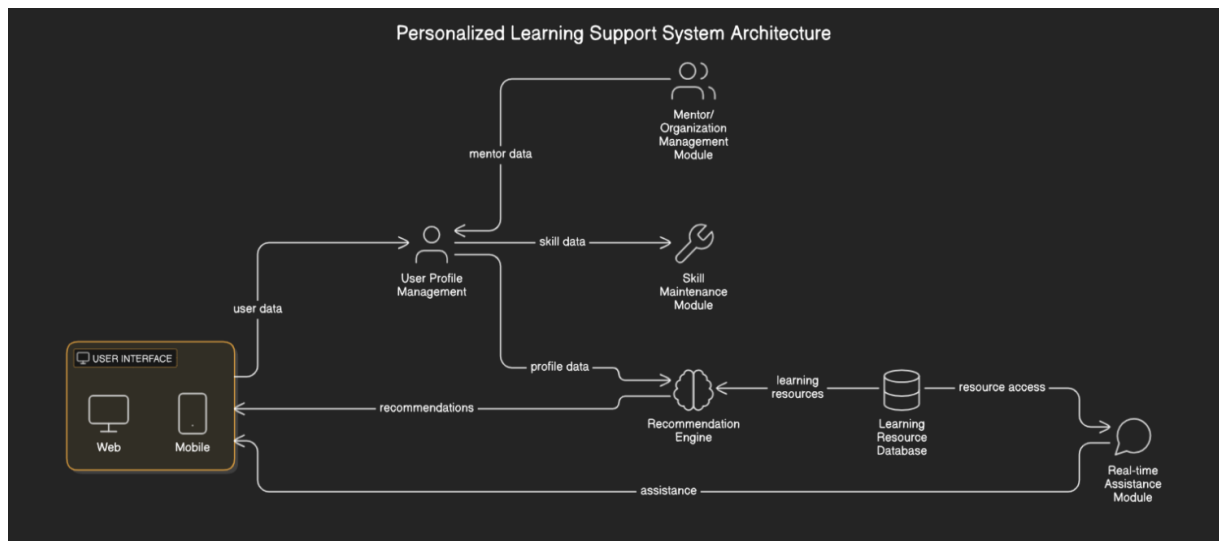 Personalized Learning Support System Architecture
Mentor/
Organization
Management
Module
mentor data
skill data
User Profile
Management
Skill
Maintenance
Module
user data
USER INTERFACE
Web
Mobile
profile data
recommendations
Recommendation
Engine
learning
resources
Learning
Resource
Database
resource access
Real-time
Assistance
Module
assistance